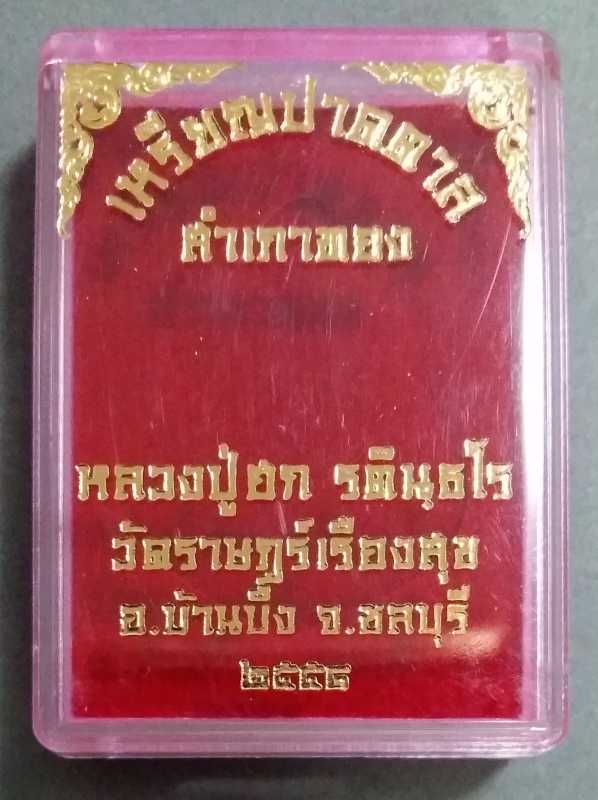 เหรียญปาดตาล
สำเภาทอง
หลวงปู่ฮก รตินฺธโร
วัดราษฎร์เรืองสุข
อ.บ้านบึง จ.ชลบุรี
๒๕๕๘